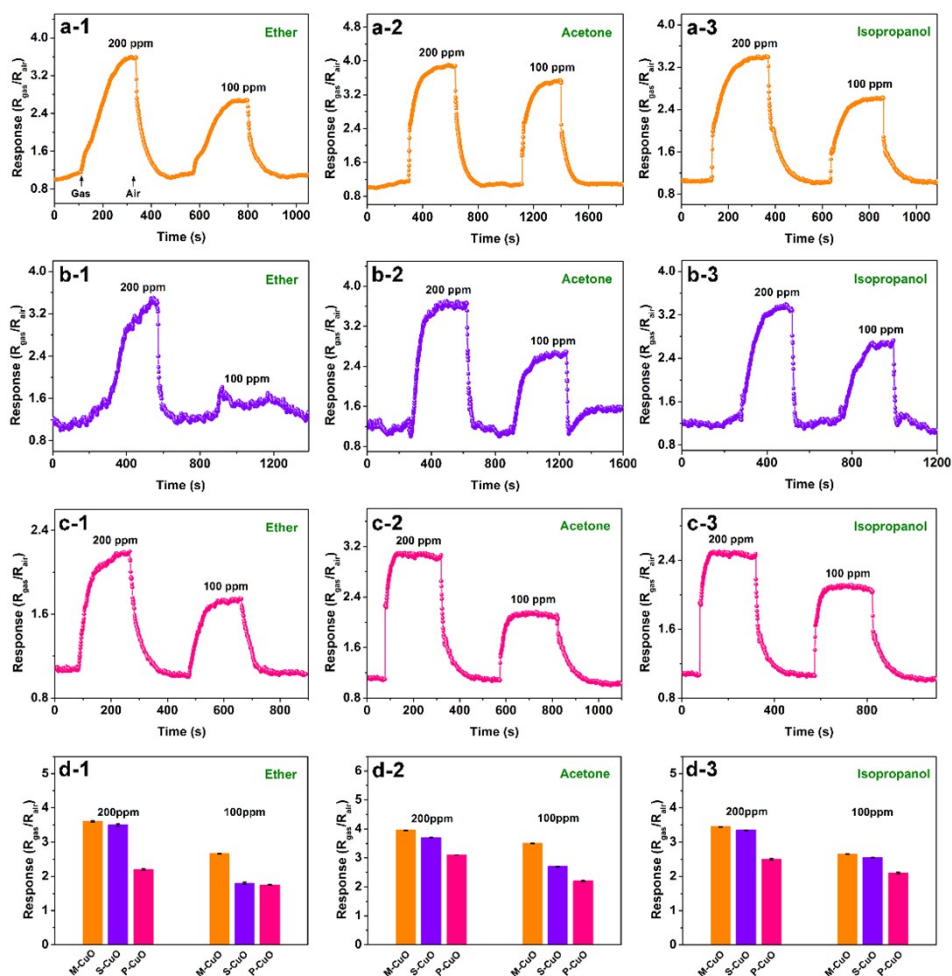 a-1 Ether
Response (Rgas/Rair)
4.0
3.2
2.4
1.6
0.8
200 ppm
100 ppm
Gas Air
0 200 400 600 800 1000
Time (s)
a-2 Acetone
Response (Rgas/Rair)
4.8
4.0
3.2
2.4
1.6
0.8
200 ppm
100 ppm
0 200 400 600 800 1000 1200 1400 1600 1800
Time (s)
a-3 Isopropanol
Response (Rgas/Rair)
4.0
3.2
2.4
1.6
0.8
200 ppm
100 ppm
0 200 400 600 800 1000
Time (s)
b-1 Ether
Response (Rgas/Rair)
4.0
3.2
2.4
1.6
0.8
200 ppm
100 ppm
0 400 800 1200
Time (s)
b-2 Acetone
Response (Rgas/Rair)
4.2
3.6
3.0
2.4
1.8
1.2
0.6
200 ppm
100 ppm
0 200 400 600 800 1000 1200 1400 1600
Time (s)
b-3 Isopropanol
Response (Rgas/Rair)
4.0
3.2
2.4
1.6
0.8
200 ppm
100 ppm
0 400 800 1200
Time (s)
c-1 Ether
Response (Rgas/Rair)
2.4
1.6
0.8
200 ppm
100 ppm
0 200 400 600 800
Time (s)
c-2 Acetone
Response (Rgas/Rair)
3.2
2.4
1.6
0.8
200 ppm
100 ppm
0 200 400 600 800 1000
Time (s)
c-3 Isopropanol
Response (Rgas/Rair)
2.4
1.6
0.8
200 ppm
100 ppm
0 400 800
Time (s)
d-1 Ether
Response (Rgas/Rair)
5
4
3
2
1
0
200ppm 100ppm
M-CuO S-CuO P-CuO M-CuO S-CuO P-CuO
d-2 Acetone
Response (Rgas/Rair)
6
5
4
3
2
1
0
200ppm 100ppm
M-CuO S-CuO P-CuO M-CuO S-CuO P-CuO
d-3 Isopropanol
Response (Rgas/Rair)
5
4
3
2
1
0
200ppm 100ppm
M-CuO S-CuO P-CuO M-CuO S-CuO P-CuO